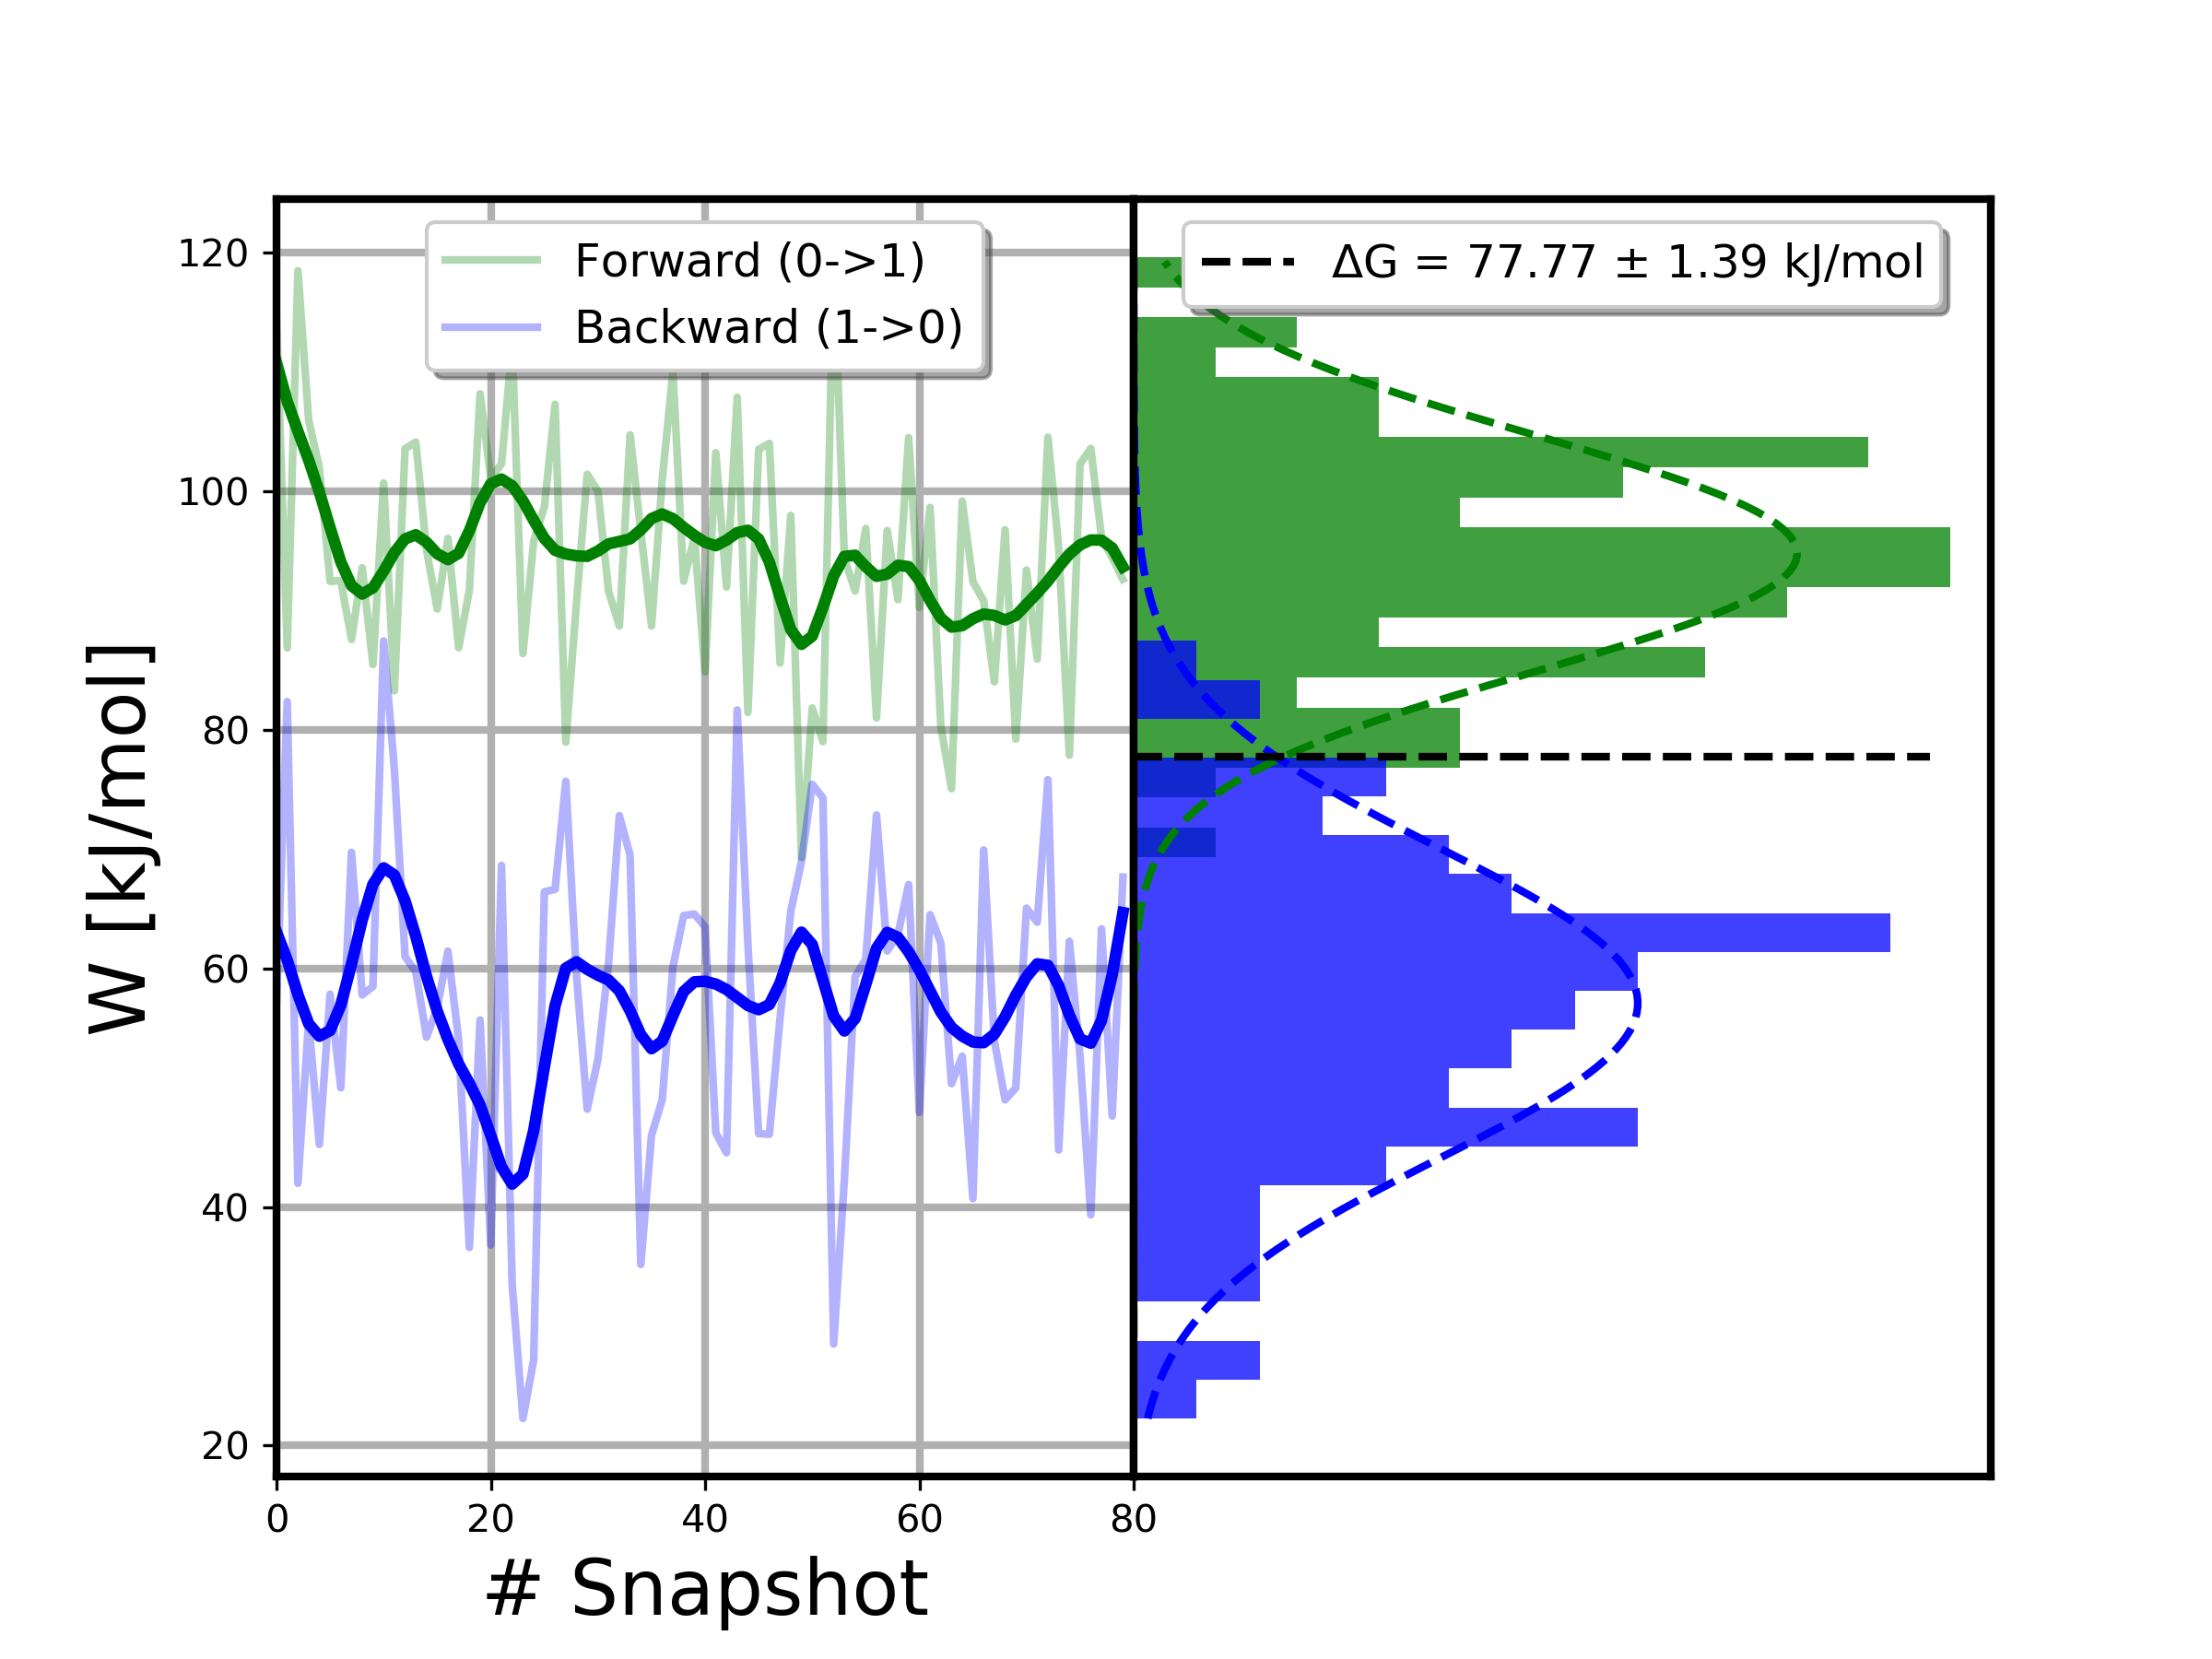 Forward (0->1)
Backward (1->0)
ΔG = 77.77 ± 1.39 kJ/mol
W [kJ/mol]
120
100
80
60
40
20
0 20 40 60 80
# Snapshot